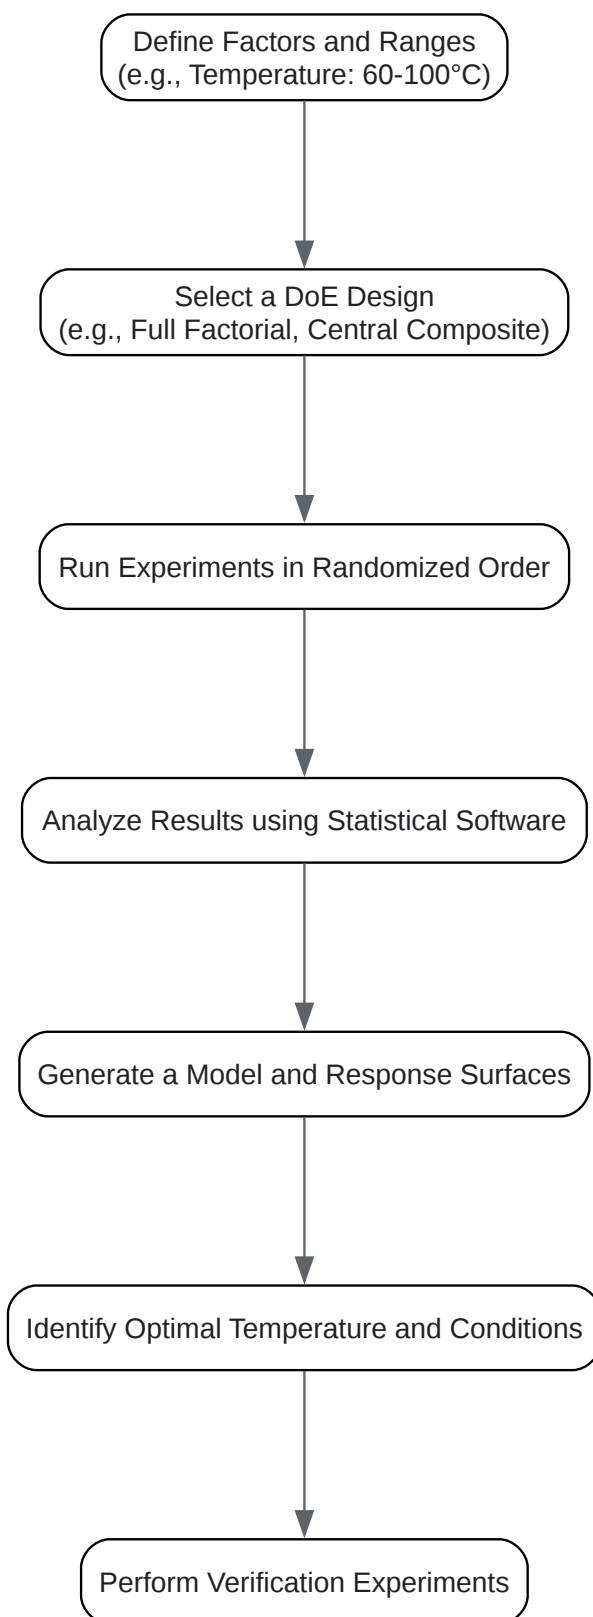 Define Factors and Ranges
(e.g., Temperature: 60-100°C)
Select a DoE Design
(e.g., Full Factorial, Central Composite)
Run Experiments in Randomized Order
Analyze Results using Statistical Software
Generate a Model and Response Surfaces
Identify Optimal Temperature and Conditions
Perform Verification Experiments